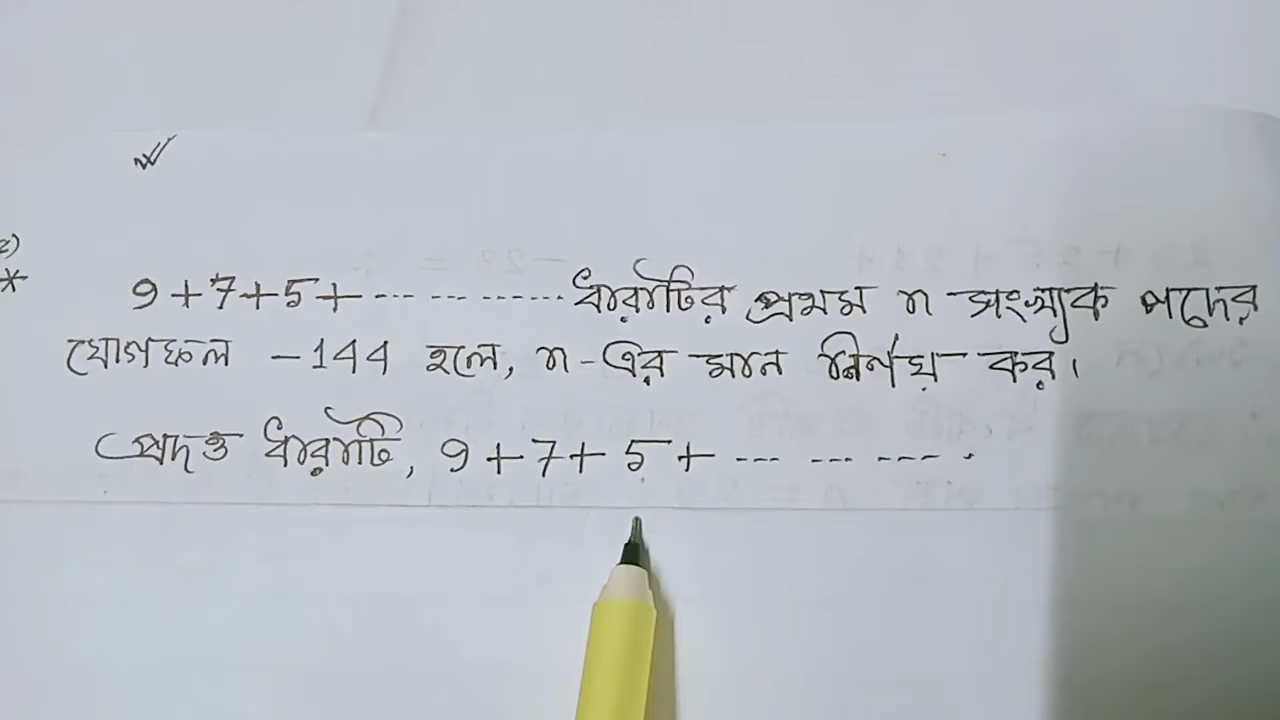 * 9+7+5+ ... ... ...... ধারাটির প্রথম n সংখ্যক পদের
যোগফল -144 হলে, n-এর মান নির্ণয় কর।
প্রদত্ত ধারাটি, 9+7+5+ ... ... ... .